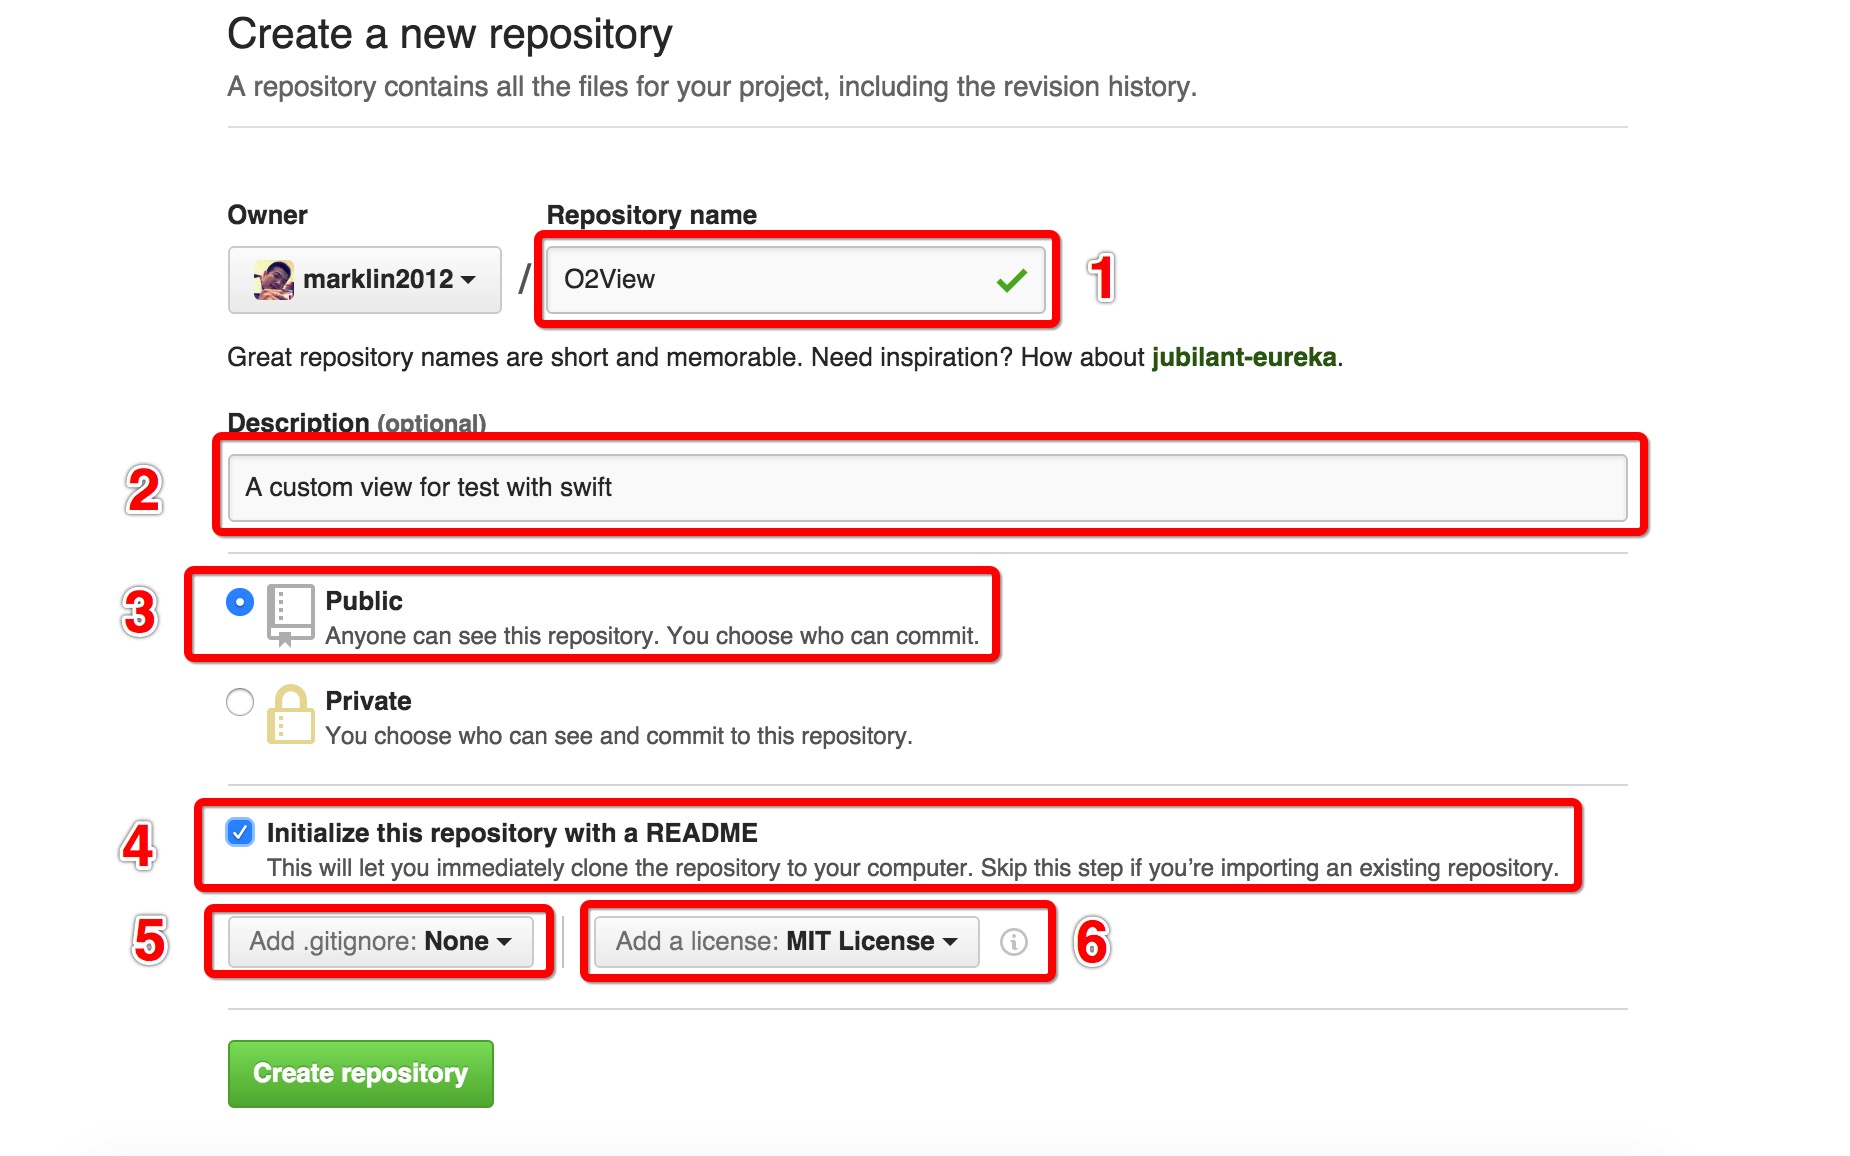 Create a new repository
A repository contains all the files for your project, including the revision history.
Owner
Repository name
marklin2012
/
O2View
1
Great repository names are short and memorable. Need inspiration? How about jubilant-eureka.
Description (optional)
2
A custom view for test with swift
3
Public
Anyone can see this repository. You choose who can commit.
Private
You choose who can see and commit to this repository.
4
Initialize this repository with a README
This will let you immediately clone the repository to your computer. Skip this step if you’re importing an existing repository.
5
Add .gitignore: None
Add a license: MIT License
6
Create repository